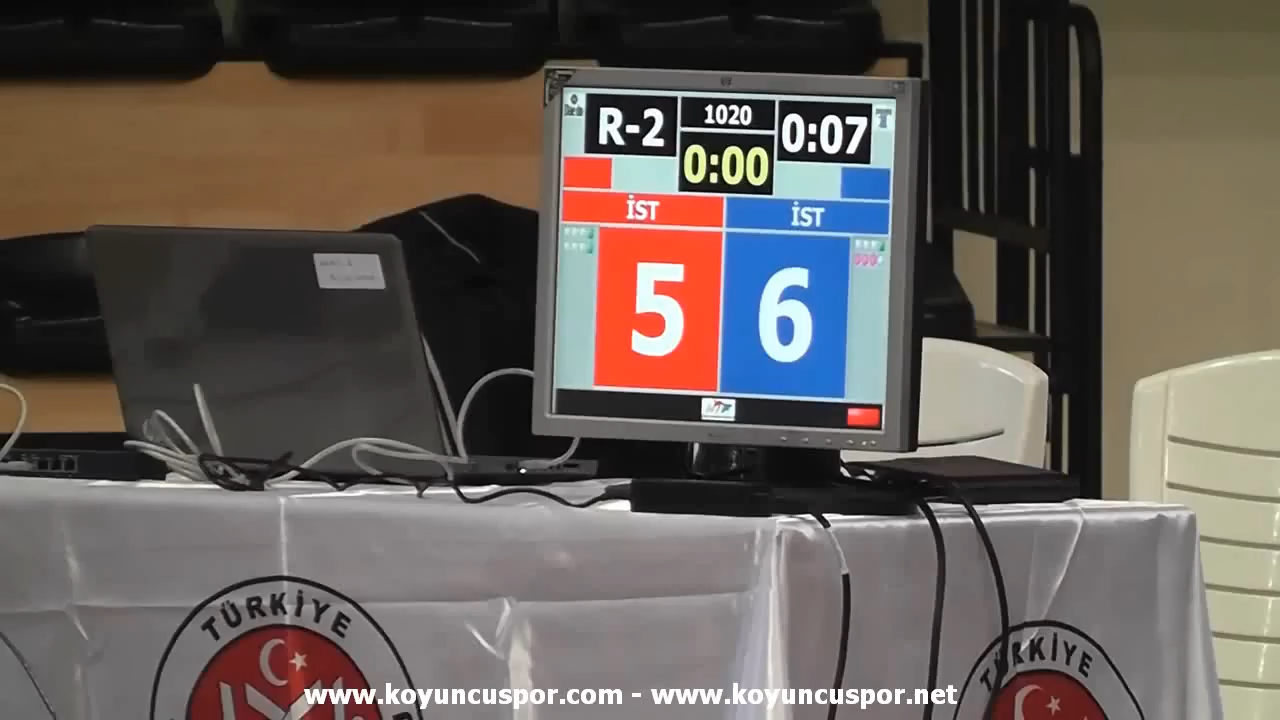 R-2
1020
0:07
0:00
İST
İST
5
6
TÜRKİYE
TÜRKİYE
www.koyuncuspor.com - www.koyuncuspor.net